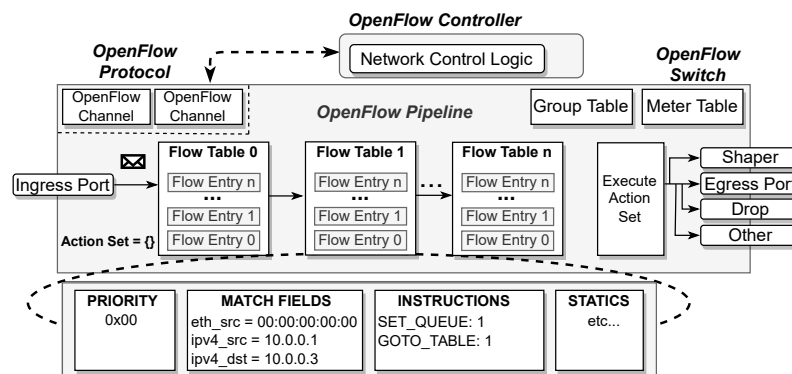 OpenFlow Controller
Network Control Logic
OpenFlow
Protocol
OpenFlow
Switch
OpenFlow
Channel
OpenFlow
Channel
OpenFlow Pipeline
Group Table
Meter Table
Flow Table 0
Flow Entry n
...
Flow Entry 1
Flow Entry 0
Flow Table 1
Flow Entry n
...
Flow Entry 1
Flow Entry 0
...
Flow Table n
Flow Entry n
...
Flow Entry 1
Flow Entry 0
Ingress Port
Action Set = {}
Execute
Action
Set
Shaper
Egress Port
Drop
Other
PRIORITY
0x00
MATCH FIELDS
eth_src = 00:00:00:00:00
ipv4_src = 10.0.0.1
ipv4_dst = 10.0.0.3
INSTRUCTIONS
SET_QUEUE: 1
GOTO_TABLE: 1
STATICS
etc...